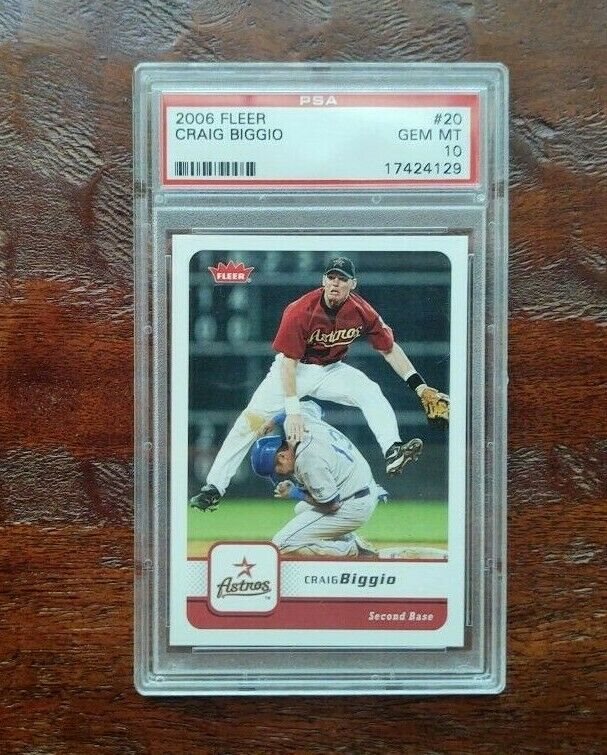 PSA
2006 FLEER #20
CRAIG BIGGIO GEM MT
10
17424129
FLEER
Astros
Astros
CRAIG Biggio
Second Base